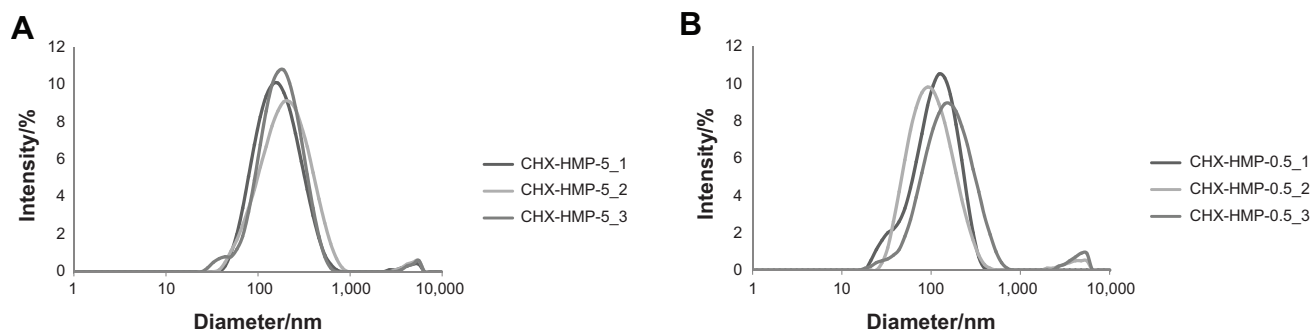 A
Intensity/%
12
10
8
6
4
2
0
1
10
100
1,000
10,000
Diameter/nm
CHX-HMP-5_1
CHX-HMP-5_2
CHX-HMP-5_3
B
Intensity/%
12
10
8
6
4
2
0
1
10
100
1,000
10,000
Diameter/nm
CHX-HMP-0.5_1
CHX-HMP-0.5_2
CHX-HMP-0.5_3